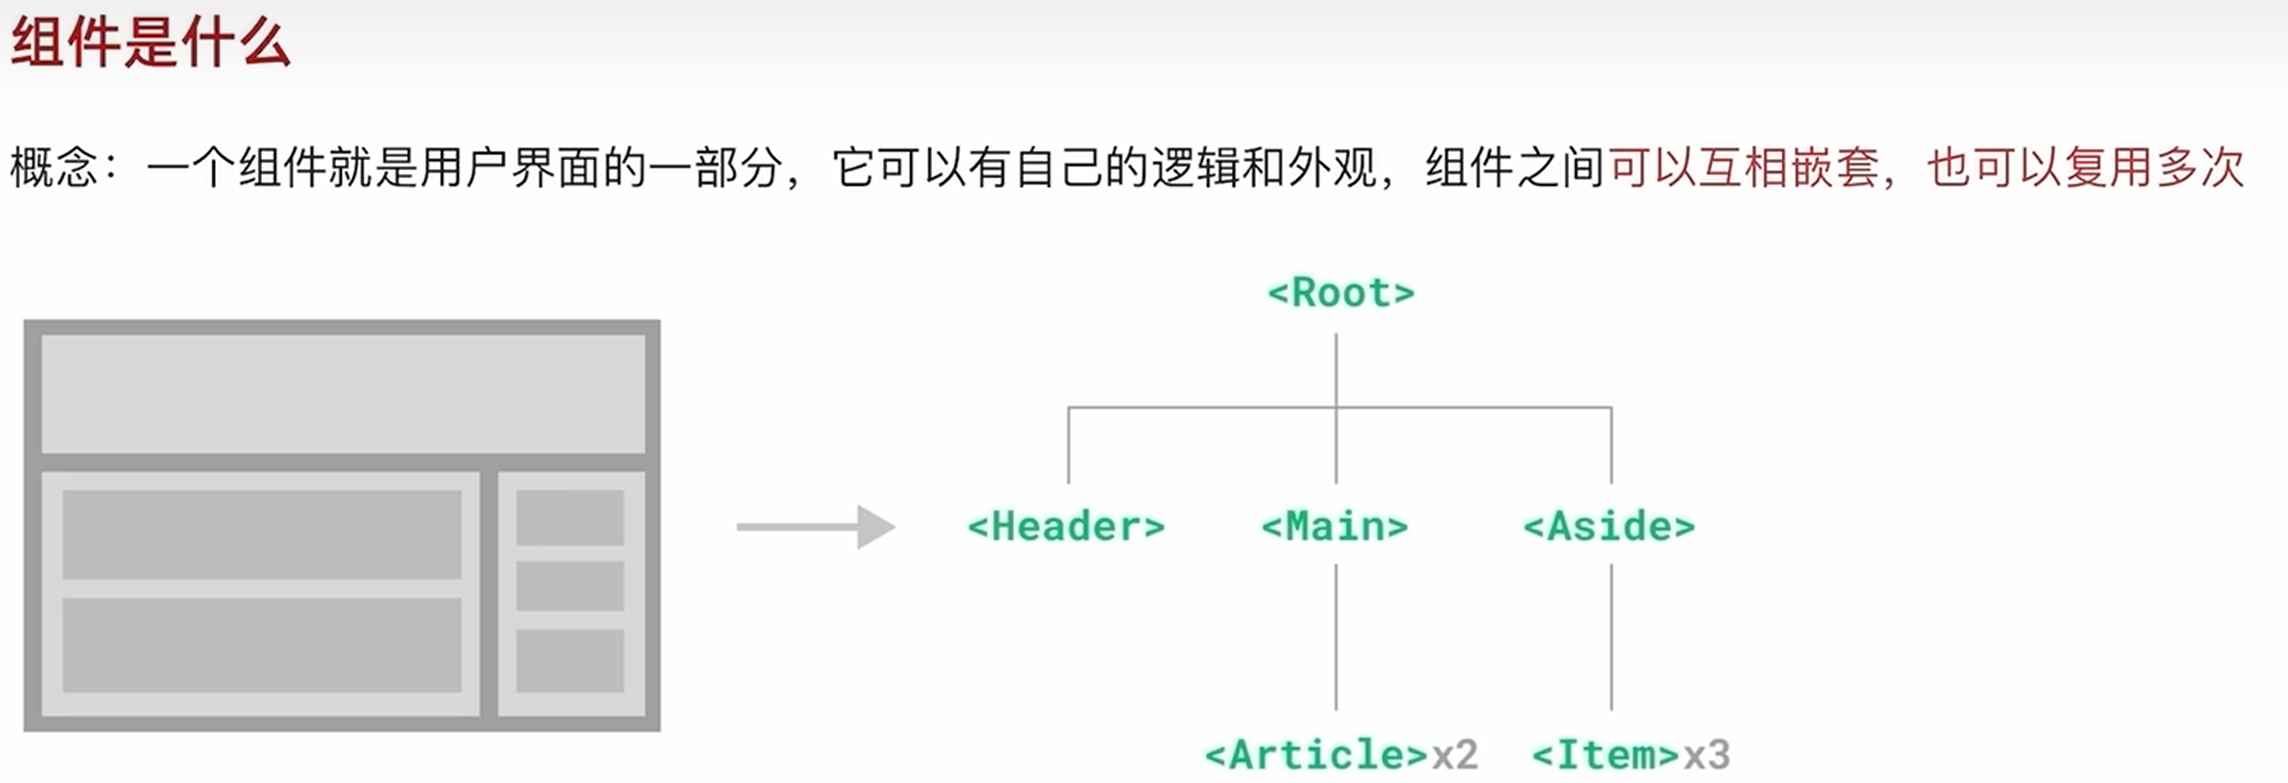 组件是什么
概念：一个组件就是用户界面的一部分，它可以有自己的逻辑和外观，组件之间可以互相嵌套，也可以复用多次
<Root>
<Header> <Main> <Aside>
<Article>x2 <Item>x3